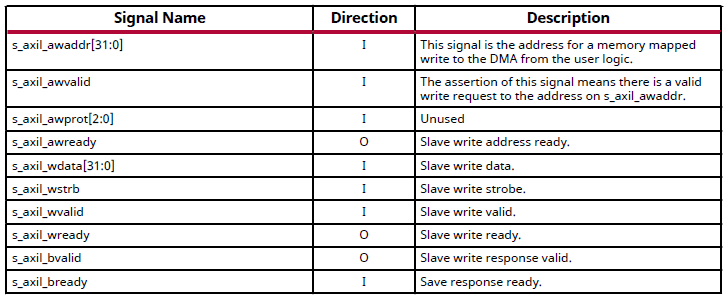 Signal Name Direction Description
s_axil_awaddr[31:0] I This signal is the address for a memory mapped
write to the DMA from the user logic.
s_axil_awvalid I The assertion of this signal means there is a valid
write request to the address on s_axil_awaddr.
s_axil_awprot[2:0] I Unused
s_axil_awready O Slave write address ready.
s_axil_wdata[31:0] I Slave write data.
s_axil_wstrb I Slave write strobe.
s_axil_wvalid I Slave write valid.
s_axil_wready O Slave write ready.
s_axil_bvalid O Slave write response valid.
s_axil_bready I Save response ready.